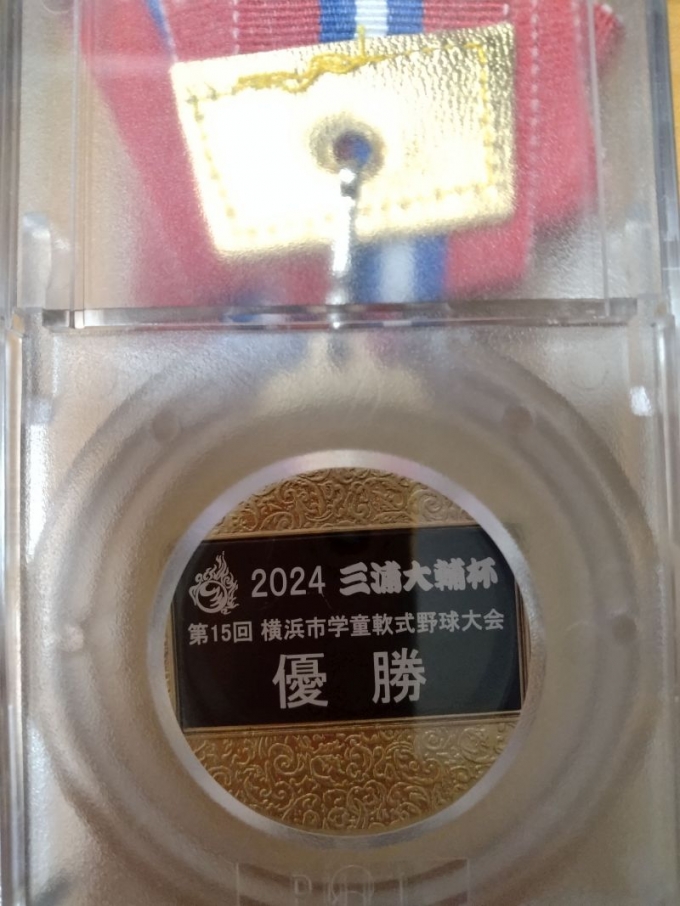 2024 三浦大輔杯
第15回 横浜市学童軟式野球大会
優 勝